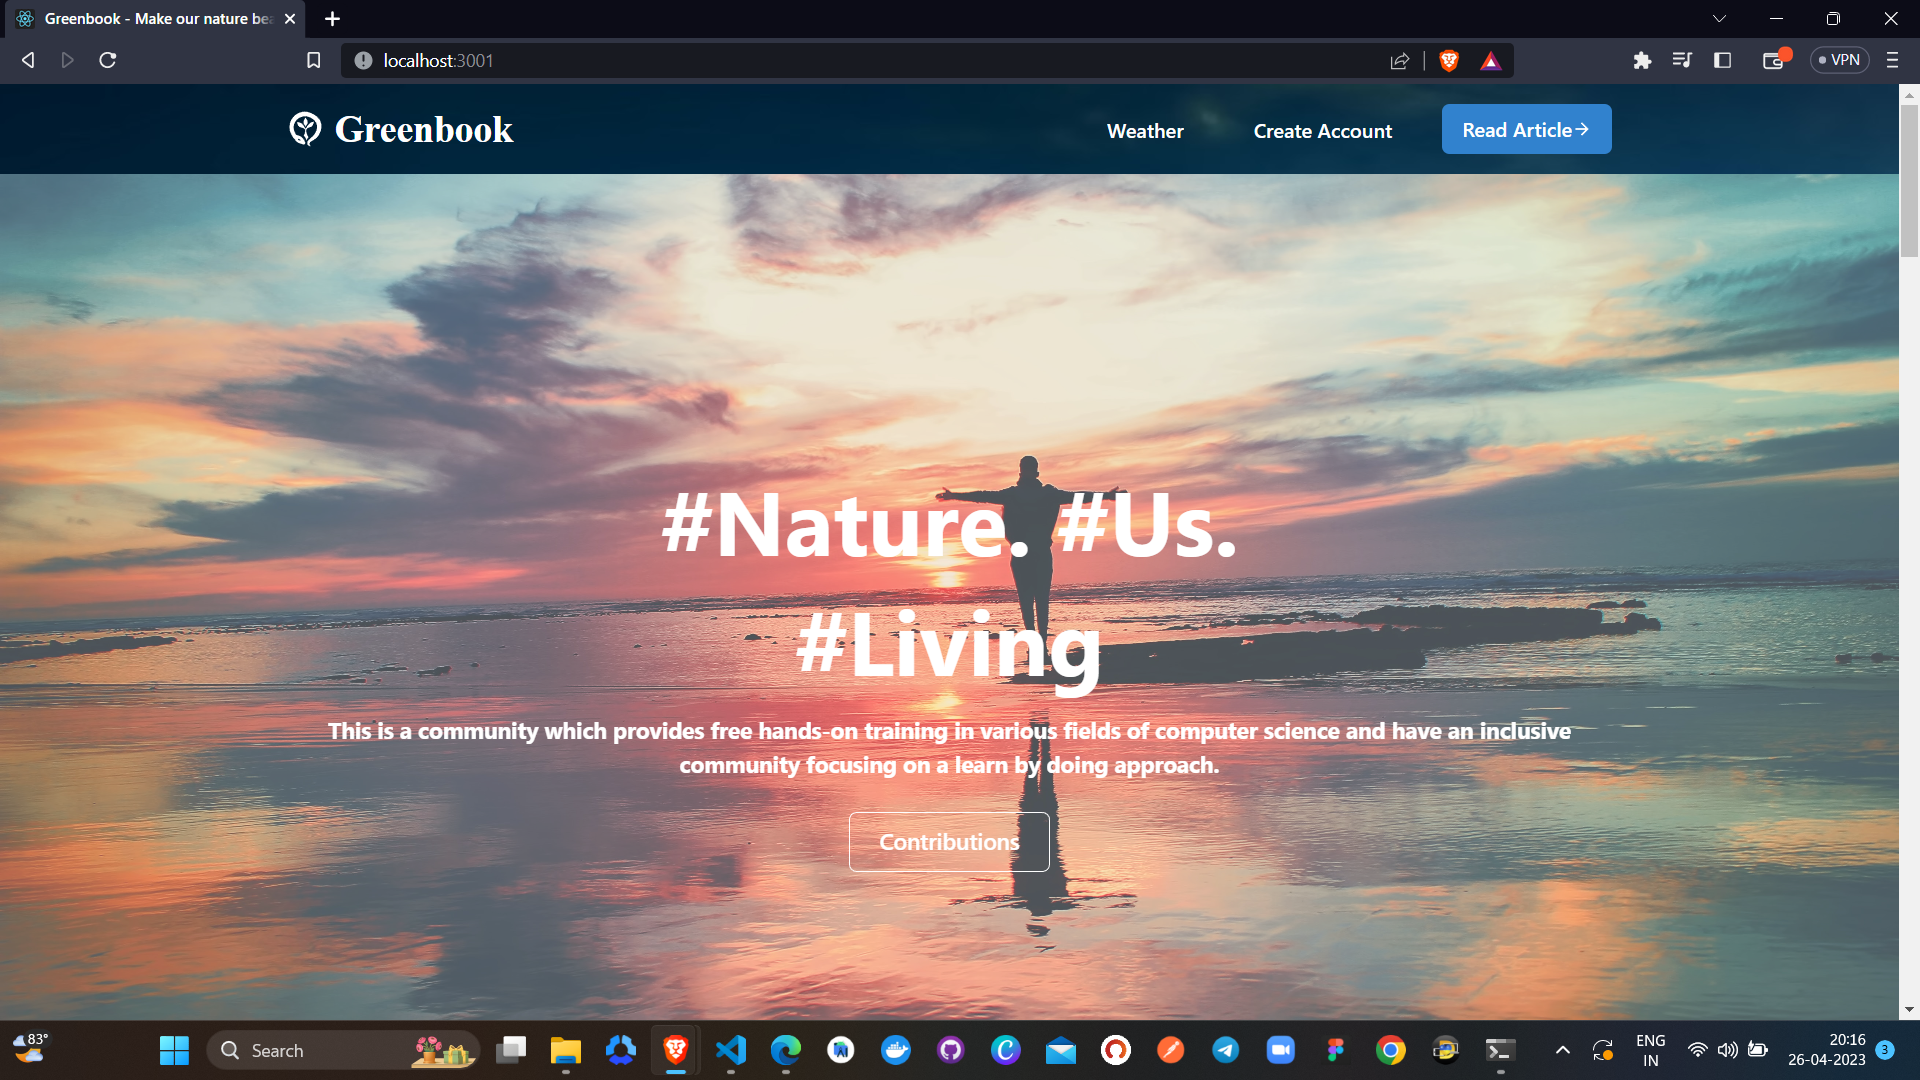 Greenbook - Make our nature bea
localhost:3001
VPN
Greenbook
Weather
Create Account
Read Article
#Nature. #Us.
#Living
This is a community which provides free hands-on training in various fields of computer science and have an inclusive
community focusing on a learn by doing approach.
Contributions
83°
Search
ENG
IN
20:16
26-04-2023
3